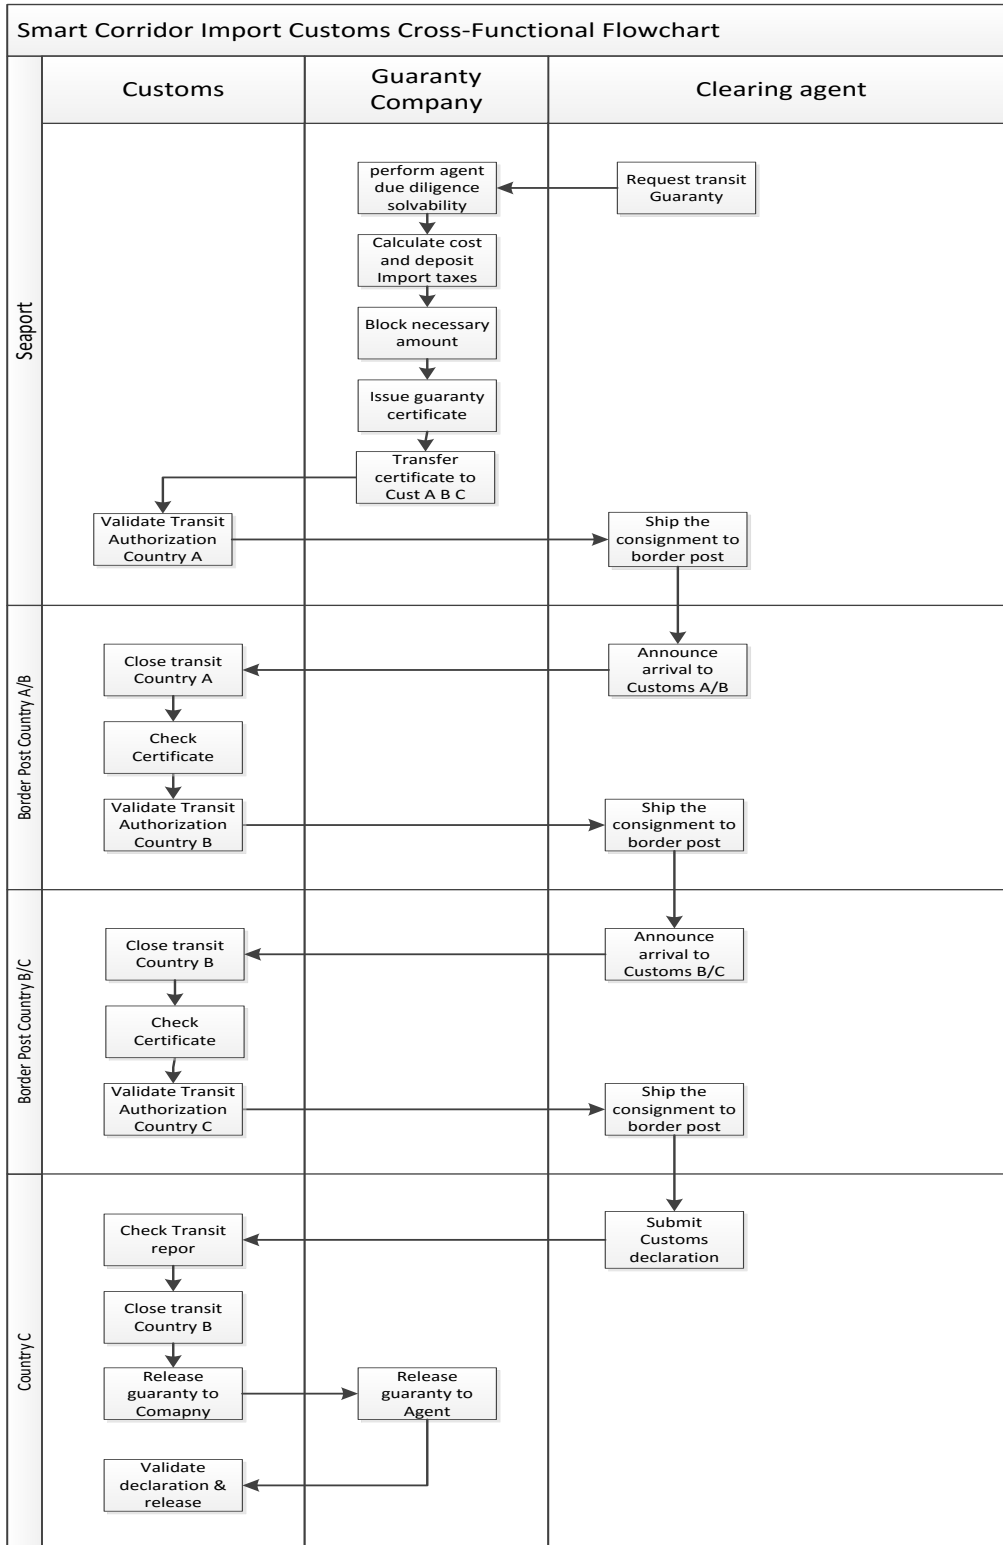 Smart Corridor Import Customs Cross-Functional Flowchart
Customs
Guaranty
Company
Clearing agent
Seaport
perform agent
due diligence
solvability
Request transit
Guaranty
Calculate cost
and deposit
Import taxes
Block necessary
amount
Issue guaranty
certificate
Transfer
certificate to
Cust A B C
Validate Transit
Authorization
Country A
Ship the
consignment to
border post
Border Post Country A/B
Close transit
Country A
Announce
arrival to
Customs A/B
Check
Certificate
Validate Transit
Authorization
Country B
Ship the
consignment to
border post
Border Post Country B/C
Close transit
Country B
Announce
arrival to
Customs B/C
Check
Certificate
Validate Transit
Authorization
Country C
Ship the
consignment to
border post
Country C
Check Transit
repor
Submit
Customs
declaration
Close transit
Country B
Release
guaranty to
Comapny
Release
guaranty to
Agent
Validate
declaration &
release